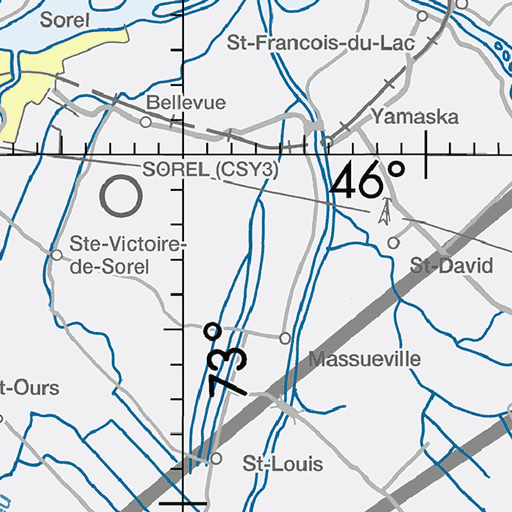 Sorel
St-Francois-du-Lac
Bellevue
Yamaska
SOREL (CSY3)
46°
Ste-Victoire-
de-Sorel
St-David
73°
Massueville
t-Ours
St-Louis